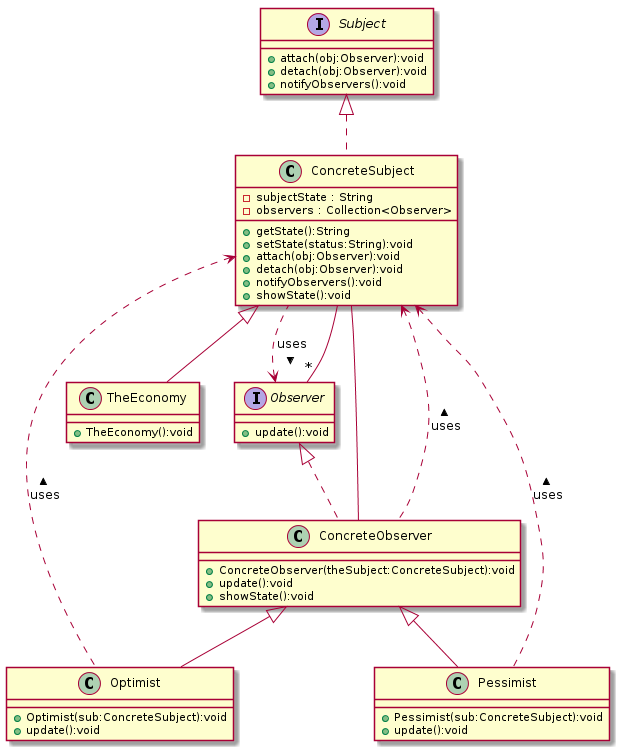 I Subject
attach(obj:Observer):void
detach(obj:Observer):void
notifyObservers():void
C ConcreteSubject
subjectState : String
observers : Collection<Observer>
getState():String
setState(status:String):void
attach(obj:Observer):void
detach(obj:Observer):void
notifyObservers():void
showState():void
uses
*
C TheEconomy
TheEconomy():void
I Observer
update():void
uses
uses
uses
C ConcreteObserver
ConcreteObserver(theSubject:ConcreteSubject):void
update():void
showState():void
C Optimist
Optimist(sub:ConcreteSubject):void
update():void
C Pessimist
Pessimist(sub:ConcreteSubject):void
update():void